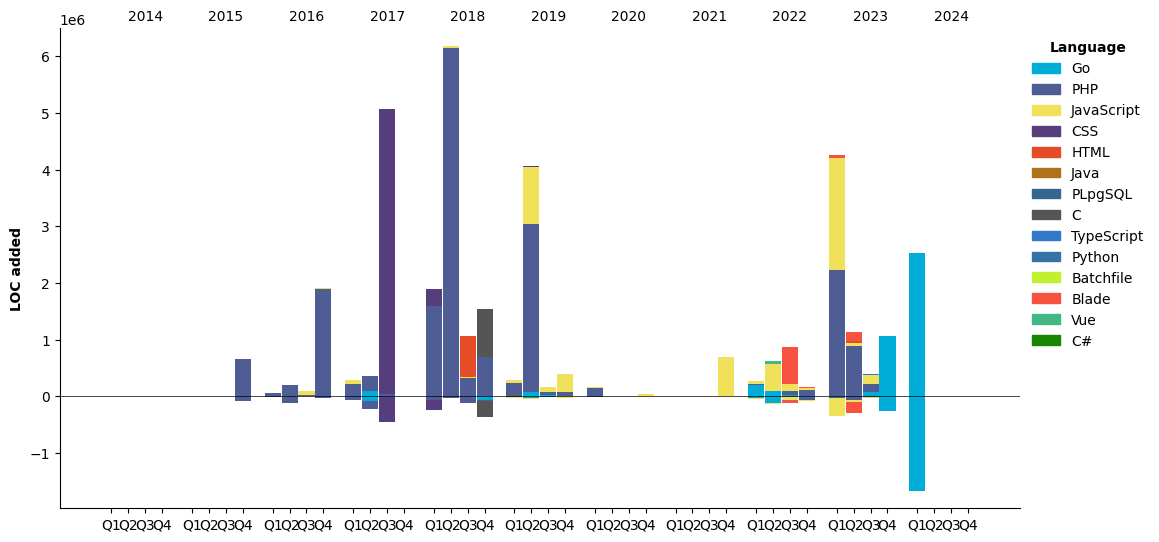 2014 2015 2016 2017 2018 2019 2020 2021 2022 2023 2024
1e6
6
5
4
3
2
1
0
−1
LOC added
Q1Q2Q3Q4 Q1Q2Q3Q4 Q1Q2Q3Q4 Q1Q2Q3Q4 Q1Q2Q3Q4 Q1Q2Q3Q4 Q1Q2Q3Q4 Q1Q2Q3Q4 Q1Q2Q3Q4 Q1Q2Q3Q4 Q1Q2Q3Q4
Language
Go
PHP
JavaScript
CSS
HTML
Java
PLpgSQL
C
TypeScript
Python
Batchfile
Blade
Vue
C#